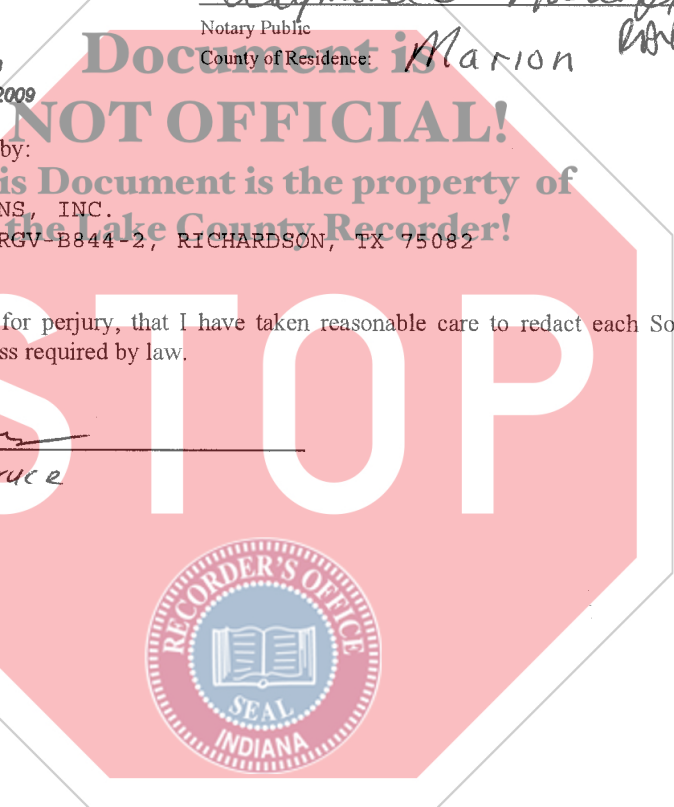 Notary Public
Document is
County of Residence: Marion
2009
NOT OFFICIAL!
by:
is Document is the property of
NS, INC.
the Lake County Recorder!
RGV-B844-2, RICHARDSON, TX 75082
for perjury, that I have taken reasonable care to redact each So
ss required by law.
STOP
ruce
RECORDER'S OFFICE
SEAL
INDIANA